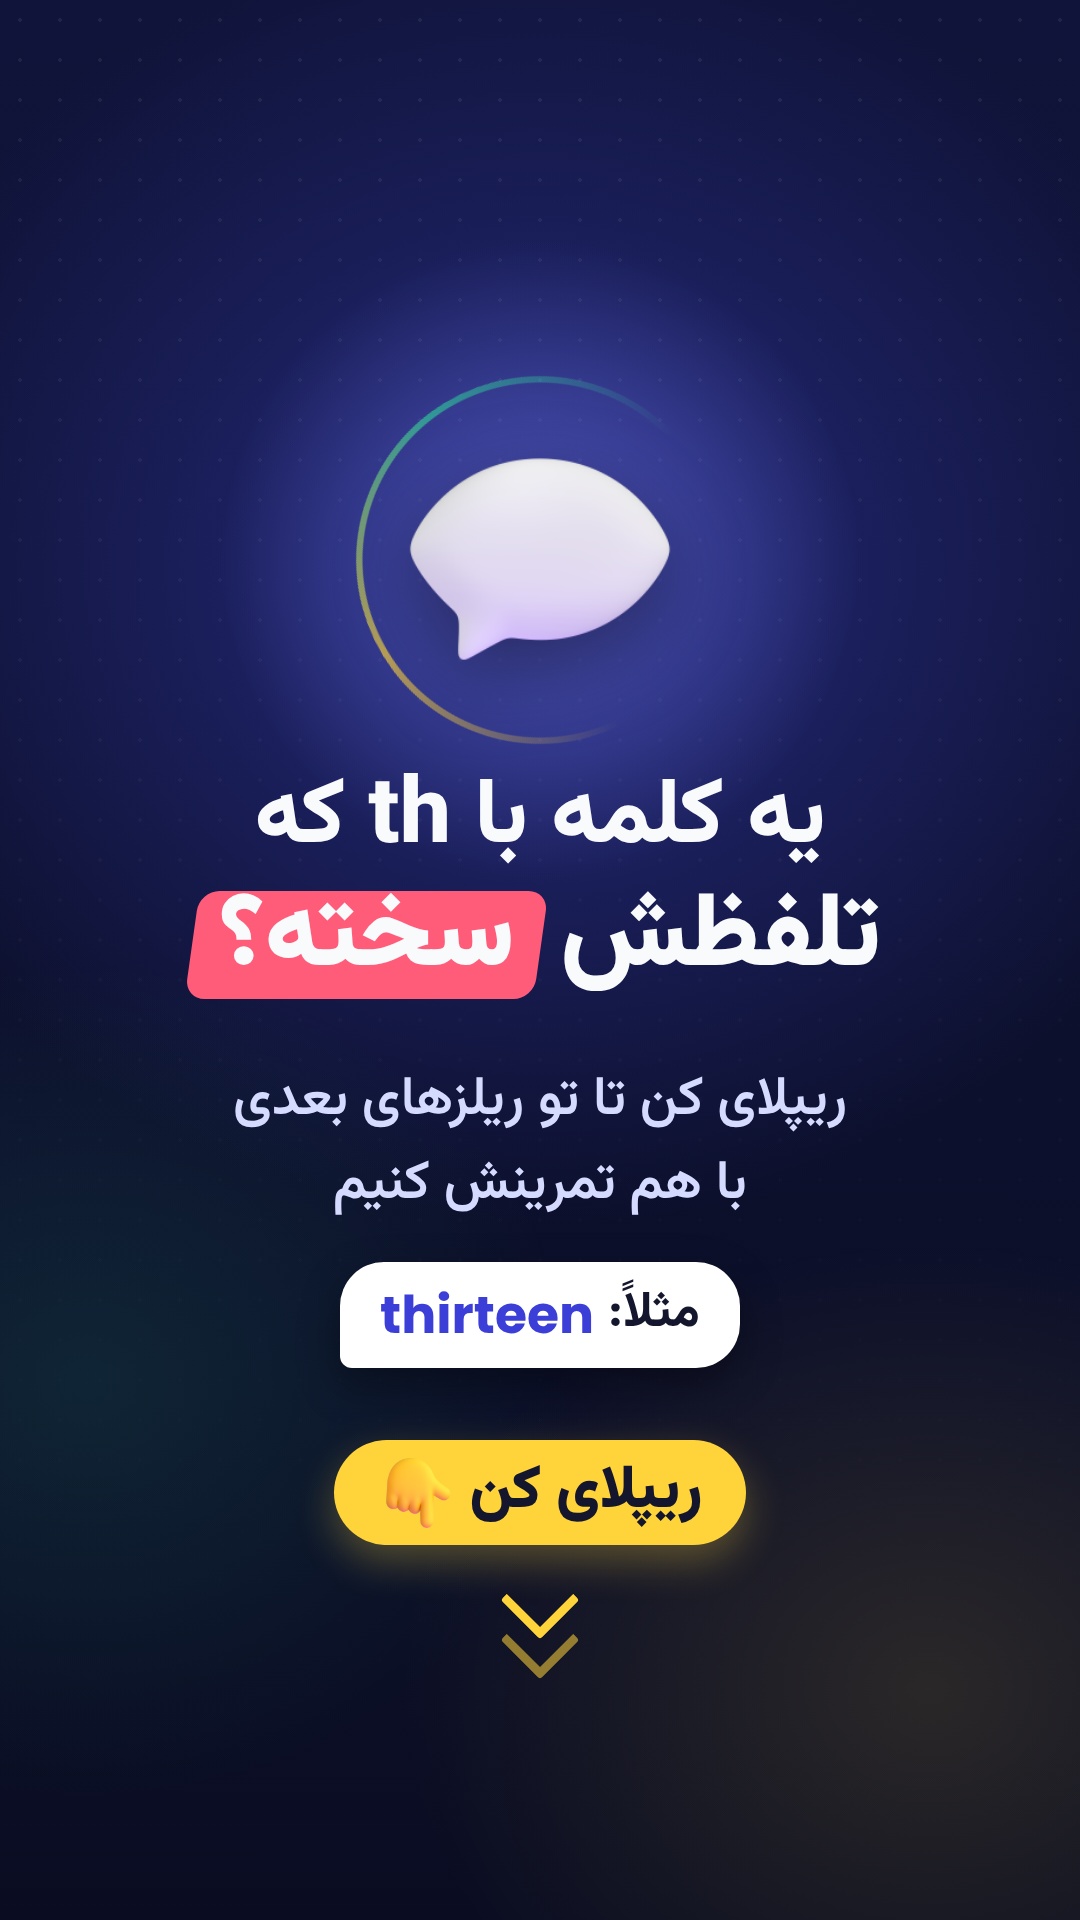 یه کلمه با th که
تلفظش سخته؟
ریپلای کن تا تو ریلزهای بعدی
با هم تمرینش کنیم
مثلاً: thirteen
ریپلای کن 👇